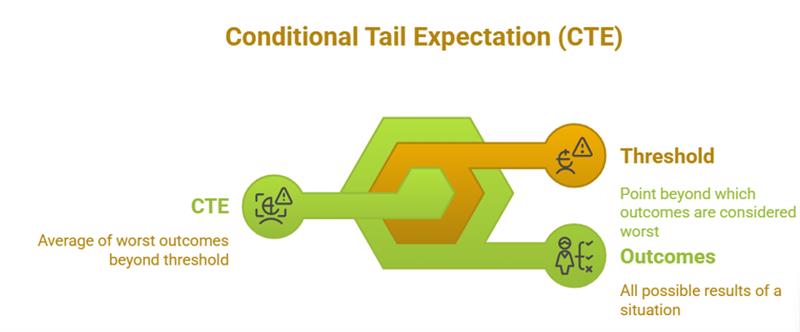 Conditional Tail Expectation (CTE)
CTE
Average of worst outcomes
beyond threshold
Threshold
Point beyond which
outcomes are considered
worst
Outcomes
All possible results of a
situation